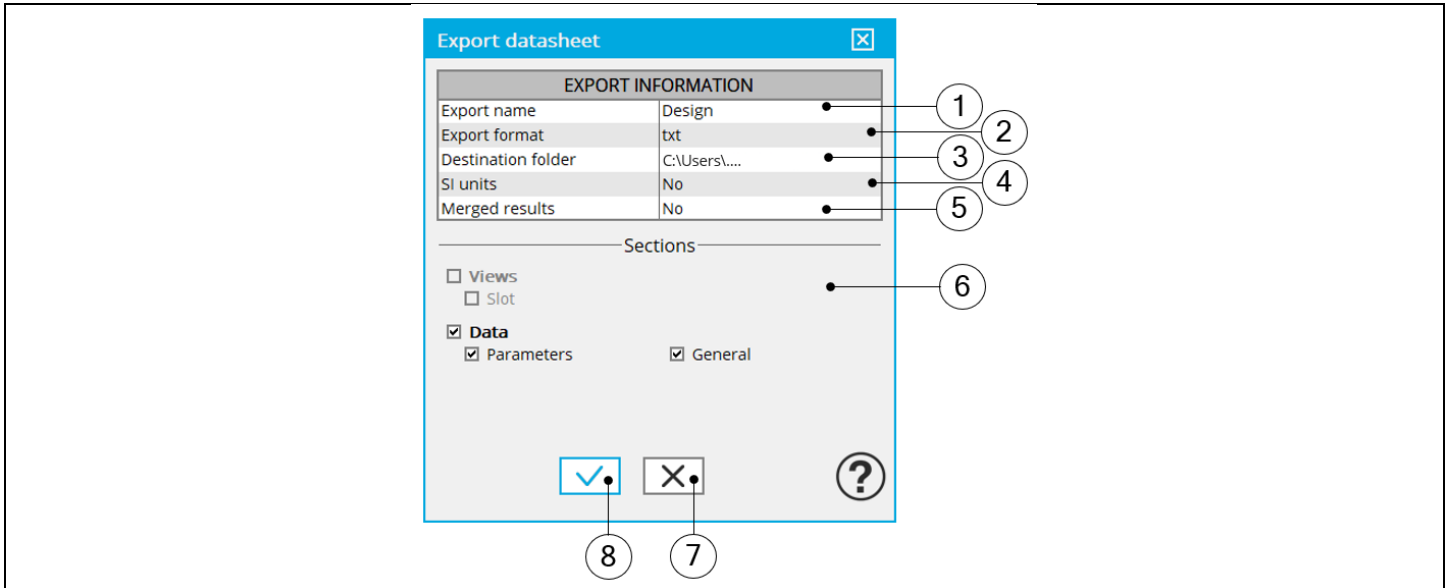 Export datasheet
EXPORT INFORMATION
Export name Design 1
Export format txt 2
Destination folder C:\Users\.... 3
SI units No 4
Merged results No 5
Sections
Views 6
Slot
Data
Parameters General
?
8 7